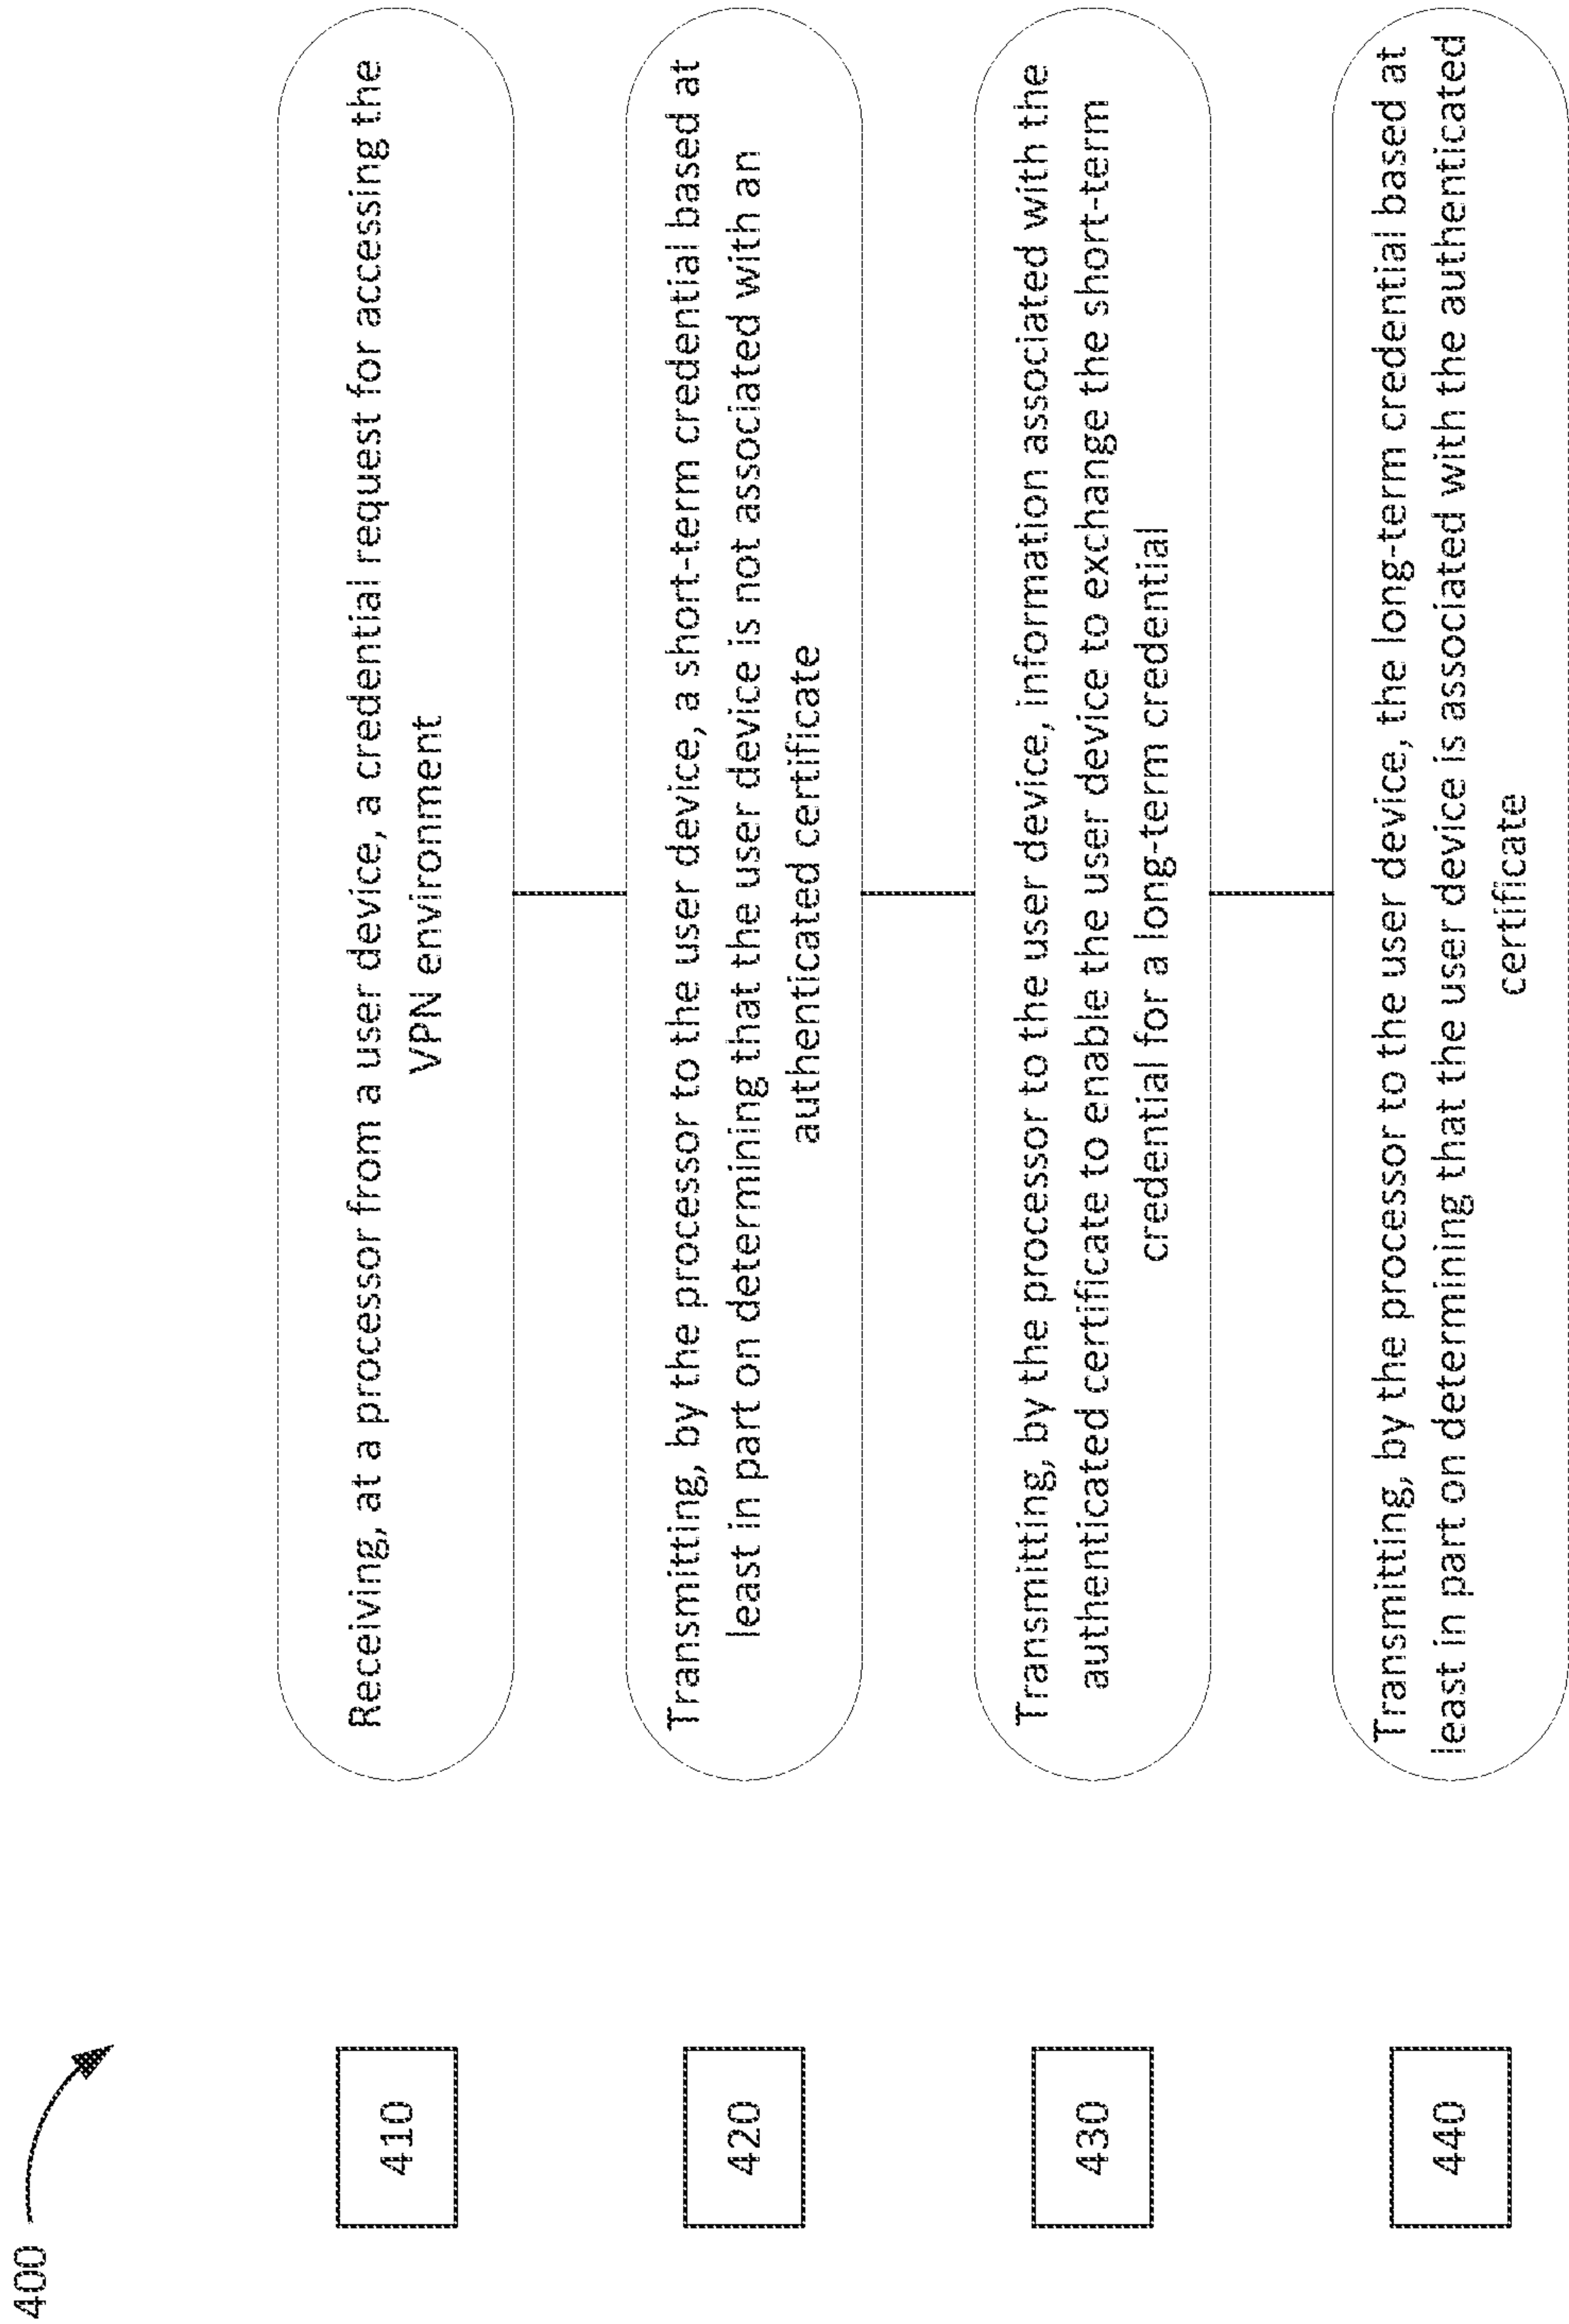 400
410
Receiving, at a processor from a user device, a credential request for accessing the
VPN environment
420
Transmitting, by the processor to the user device, a short-term credential based at
least in part on determining that the user device is not associated with an
authenticated certificate
430
Transmitting, by the processor to the user device, information associated with the
authenticated certificate to enable the user device to exchange the short-term
credential for a long-term credential
440
Transmitting, by the processor to the user device, the long-term credential based at
least in part on determining that the user device is associated with the authenticated
certificate